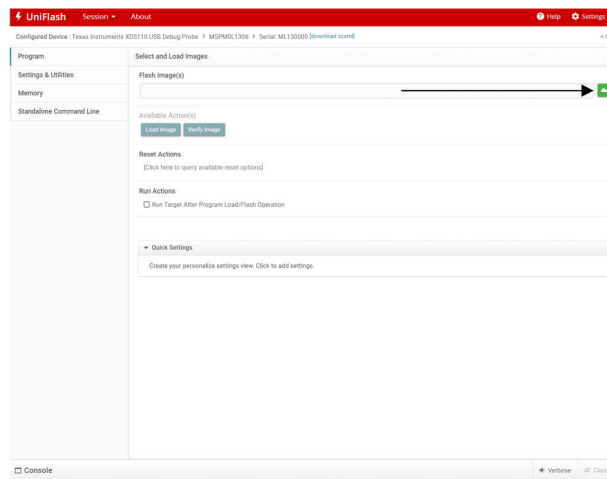 UniFlash Session About Help Settings
Configured Device : Texas Instruments XDS110 USB Debug Probe > MSPM0L1306 > Serial: ML130000 [download ccxml]
Program
Settings & Utilities
Memory
Standalone Command Line
Select and Load Images
Flash Image(s)
Available Action(s)
Load Image Verify Image
Reset Actions
[Click here to query available reset options]
Run Actions
Run Target After Program Load/Flash Operation
Quick Settings
Create your personalize settings view. Click to add settings.
Console Verbose